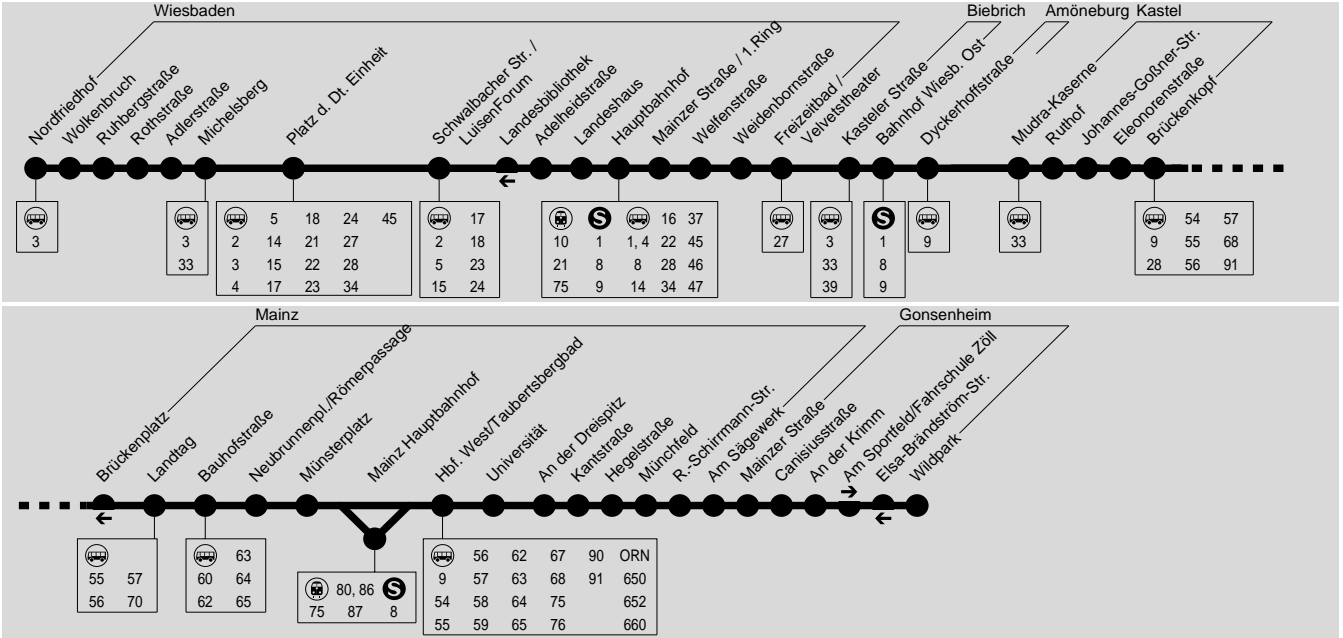 Wiesbaden
Biebrich
Amöneburg
Kastel
Nordfriedhof
Wolkenbruch
Ruhbergstraße
Rothstraße
Adlerstraße
Michelsberg
Platz d. Dt. Einheit
Schwalbacher Str. /
LuisenForum
Landesbibliothek
Adelheidstraße
Landeshaus
Hauptbahnhof
Mainzer Straße / 1.Ring
Welfenstraße
Weidenbornstraße
Freizeitbad /
Velvetstheater
Kasteler Straße
Bahnhof Wiesb. Ost
Dyckerhoffstraße
Mudra-Kaserne
Ruthof
Johannes-Goßner-Str.
Eleonorenstraße
Brückenkopf
3
3
33
5 18 24 45
2 14 21 27
3 15 22 28
4 17 23 34
17
2 18
5 23
15 24
S 16 37
10 1 1, 4 22 45
21 8 8 28 46
75 9 14 34 47
27
3
33
39
S
1
8
9
9
33
54 57
9 55 68
28 56 91
Mainz
Gonsenheim
Brückenplatz
Landtag
Bauhofstraße
Neubrunnenpl./Römerpassage
Münsterplatz
Mainz Hauptbahnhof
Hbf. West/Taubertsbergbad
Universität
An der Dreispitz
Kantstraße
Hegelstraße
Münchfeld
R.-Schirrmann-Str.
Am Sägewerk
Mainzer Straße
Canisiusstraße
An der Krimm
Am Sportfeld/Fahrschule Zöll
Elsa-Brändström-Str.
Wildpark
55 57
56 70
63
60 64
62 65
80, 86 S
75 87 8
56 62 67 90 ORN
9 57 63 68 91 650
54 58 64 75 652
55 59 65 76 660